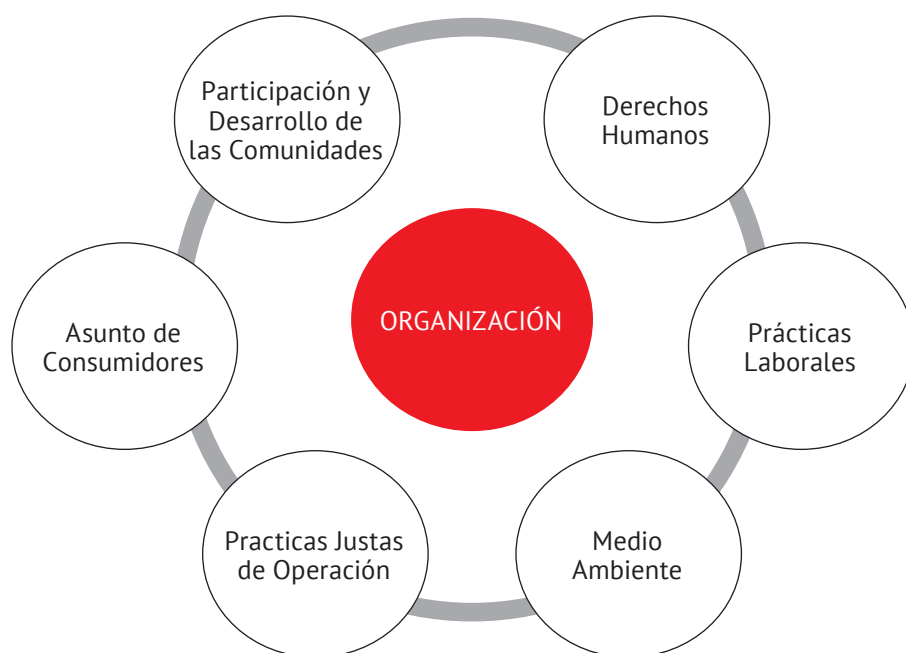 Participación y
Desarrollo de
las Comunidades
Derechos
Humanos
ORGANIZACIÓN
Asunto de
Consumidores
Prácticas
Laborales
Practicas Justas
de Operación
Medio
Ambiente